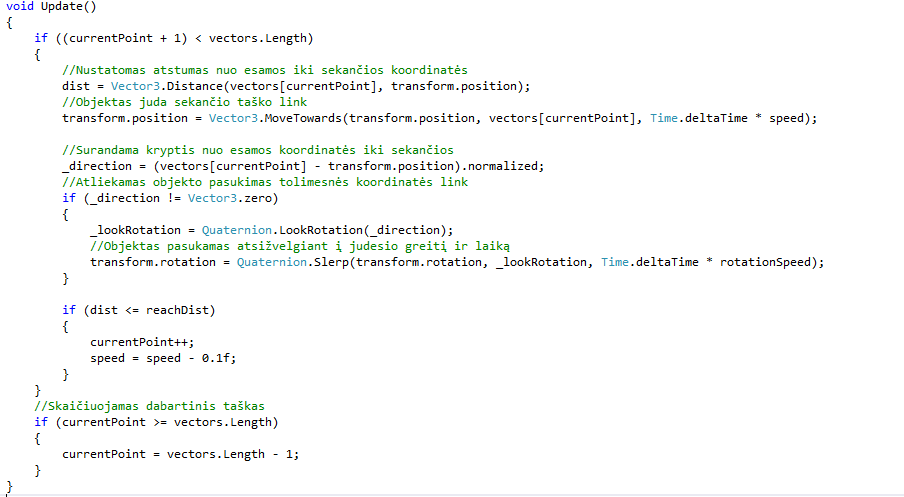 void Update()
{
if ((currentPoint + 1) < vectors.Length)
{
//Nustatomas atstumas nuo esamos iki sekančios koordinatės
dist = Vector3.Distance(vectors[currentPoint], transform.position);
//Objektas juda sekančio taško link
transform.position = Vector3.MoveTowards(transform.position, vectors[currentPoint], Time.deltaTime * speed);
//Surandama kryptis nuo esamos koordinatės iki sekančios
_direction = (vectors[currentPoint] - transform.position).normalized;
//Atliekamas objekto pasukimas tolimesnės koordinatės link
if (_direction != Vector3.zero)
{
_lookRotation = Quaternion.LookRotation(_direction);
//Objektas pasukamas atsižvelgiant į judesio greitį ir laiką
transform.rotation = Quaternion.Slerp(transform.rotation, _lookRotation, Time.deltaTime * rotationSpeed);
}
if (dist <= reachDist)
{
currentPoint++;
speed = speed - 0.1f;
}
}
//Skaičiuojamas dabartinis taškas
if (currentPoint >= vectors.Length)
{
currentPoint = vectors.Length - 1;
}
}